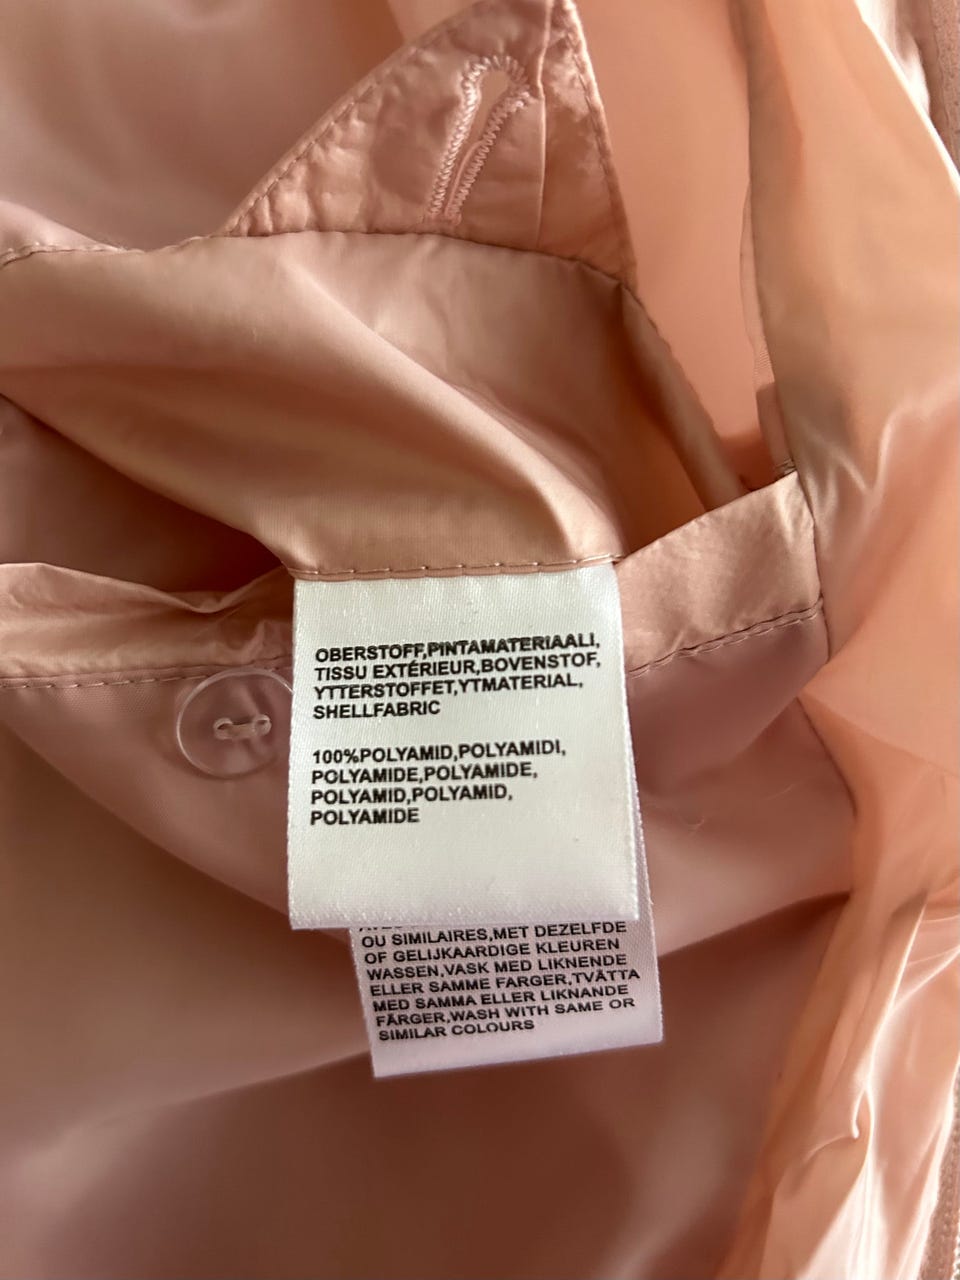 OBERSTOFF,PINTAMATERIAALI,
TISSU EXTÉRIEUR,BOVENSTOF,
YTTERSTOFFET,YTMATERIAL,
SHELLFABRIC
100%POLYAMID,POLYAMIDI,
POLYAMIDE,POLYAMIDE,
POLYAMID,POLYAMID,
POLYAMIDE
OU SIMILAIRES,MET DEZELFDE
OF GELIJKAARDIGE KLEUREN
WASSEN,VASK MED LIKNENDE
ELLER SAMME FARGER,TVÄTTA
MED SAMMA ELLER LIKNANDE
FÄRGER,WASH WITH SAME OR
SIMILAR COLOURS